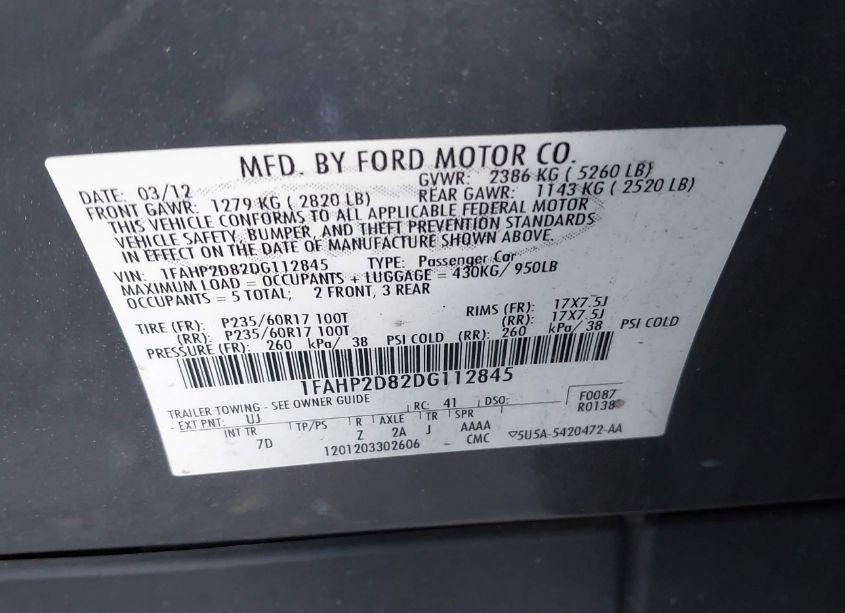 MFD. BY FORD MOTOR CO.
DATE: 03/12 GVWR: 2386 KG ( 5260 LB)
FRONT GAWR: 1279 KG ( 2820 LB) REAR GAWR: 1143 KG ( 2520 LB)
THIS VEHICLE CONFORMS TO ALL APPLICABLE FEDERAL MOTOR
VEHICLE SAFETY, BUMPER, AND THEFT PREVENTION STANDARDS
IN EFFECT ON THE DATE OF MANUFACTURE SHOWN ABOVE.
VIN: 1FAHP2D82DG112845 TYPE: Passenger Car
MAXIMUM LOAD = OCCUPANTS + LUGGAGE = 430KG/ 950LB
OCCUPANTS = 5 TOTAL; 2 FRONT, 3 REAR
TIRE (FR): P235/60R17 100T RIMS (FR): 17X7.5J
(RR): P235/60R17 100T (RR): 17X7.5J
PRESSURE (FR): 260 kPa/ 38 PSI COLD (RR): 260 kPa/ 38 PSI COLD
1FAHP2D82DG112845
TRAILER TOWING - SEE OWNER GUIDE RC: 41 DSO: F0087
R0138
EXT PNT: UJ
INT TR TP/PS R AXLE TR SPR
7D Z 2A J AAAA
1201203302606 CMC ▽5U5A-5420472-AA